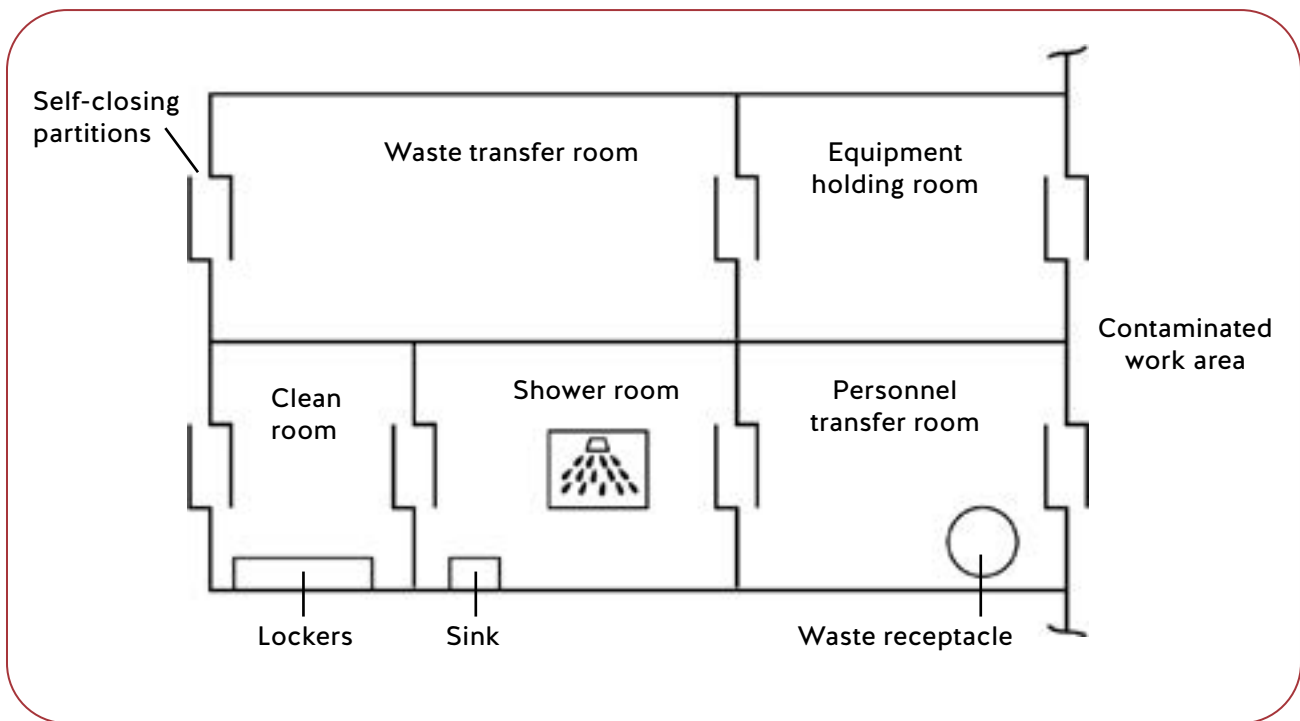 Self-closing
partitions
Waste transfer room
Equipment
holding room
Contaminated
work area
Clean
room
Shower room
Personnel
transfer room
Lockers
Sink
Waste receptacle